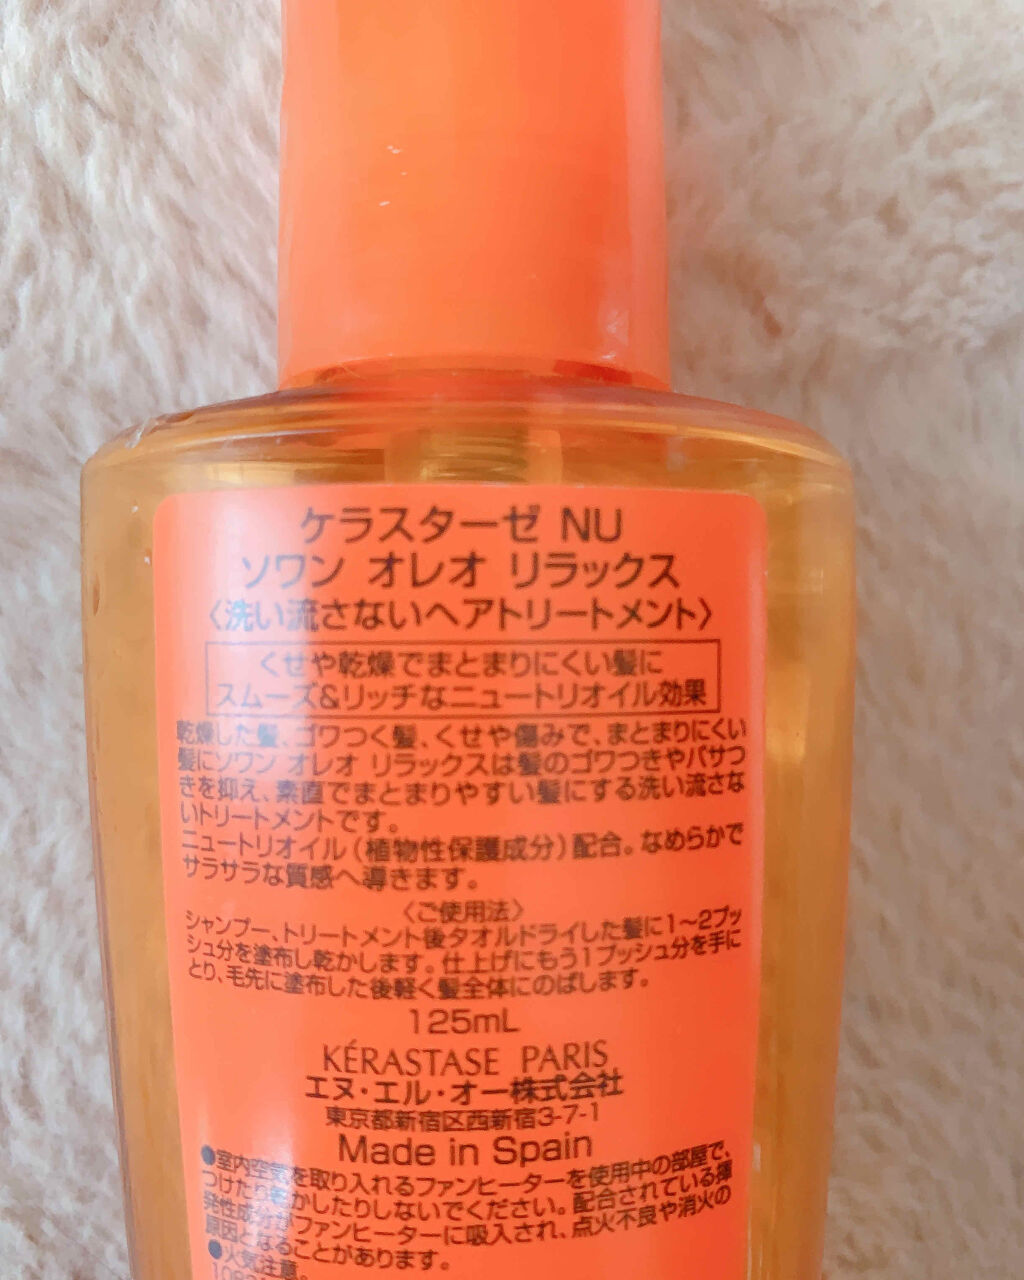 ケラスターゼ NU
ソワン オレオ リラックス
〈洗い流さないヘアトリートメント〉
くせや乾燥でまとまりにくい髪に
スムーズ&リッチなニュートリオイル効果
乾燥した髪、ゴワつく髪、くせや傷みで、まとまりにくい
髪にソワン オレオ リラックスは髪のゴワつきやパサつ
きを抑え、素直でまとまりやすい髪にする洗い流さな
いトリートメントです。
ニュートリオイル(植物性保護成分)配合。なめらかで
サラサラな質感へ導きます。
〈ご使用法〉
シャンプー、トリートメント後タオルドライした髪に1~2プッ
シュ分を塗布し乾かします。仕上げにもう1プッシュ分を手に
とり、毛先に塗布した後軽く髪全体にのばします。
125mL
KÉRASTASE PARIS
エヌ・エル・オー株式会社
東京都新宿区西新宿3-7-1
Made in Spain
●室内空気を取り入れるファンヒーターを使用中の部屋で、
つけたり乾かしたりしないでください。配合されている揮
発性成分がファンヒーターに吸入され、点火不良や消火の
原因となることがあります。
●火気注意。